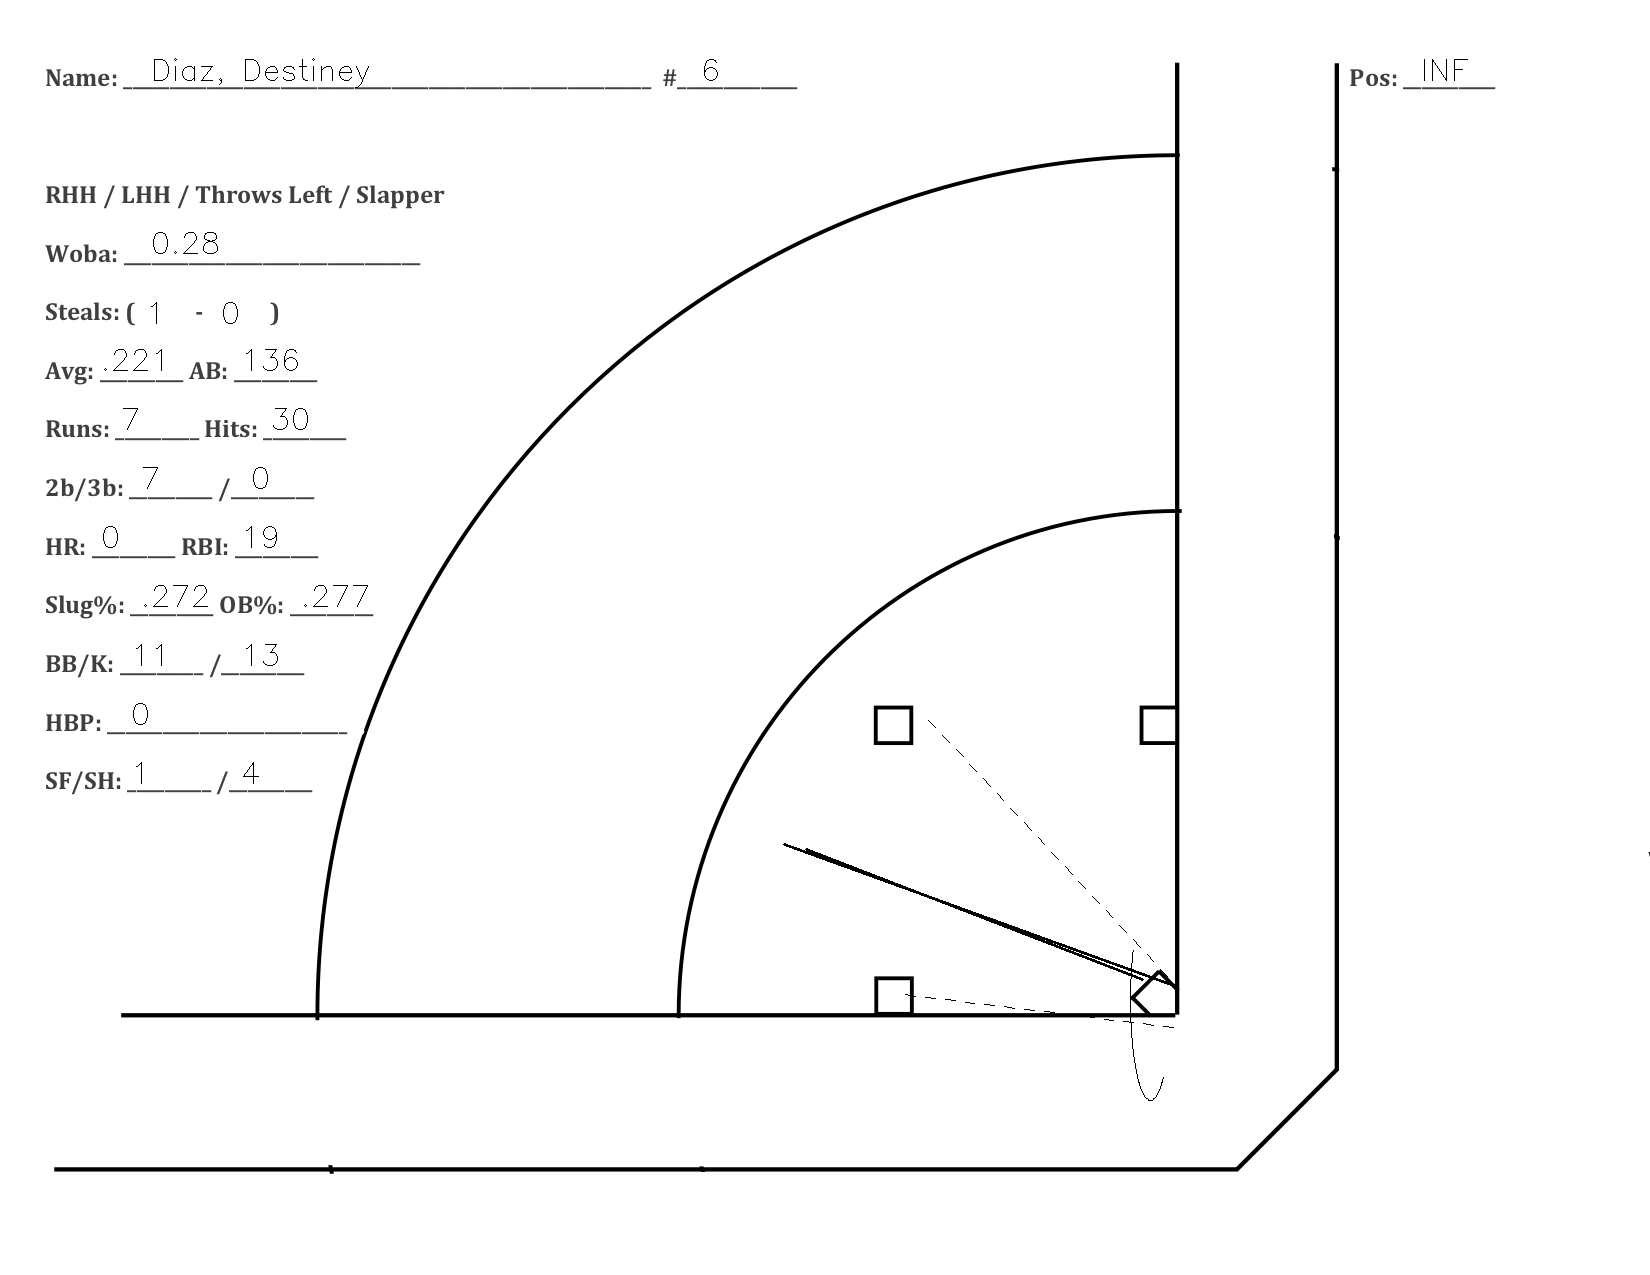 Name: Diaz, Destiney # 6 Pos: INF
RHH / LHH / Throws Left / Slapper
Woba: 0.28
Steals: ( 1 - 0 )
Avg: .221 AB: 136
Runs: 7 Hits: 30
2b/3b: 7 / 0
HR: 0 RBI: 19
Slug%: .272 OB%: .277
BB/K: 11 / 13
HBP: 0
SF/SH: 1 / 4